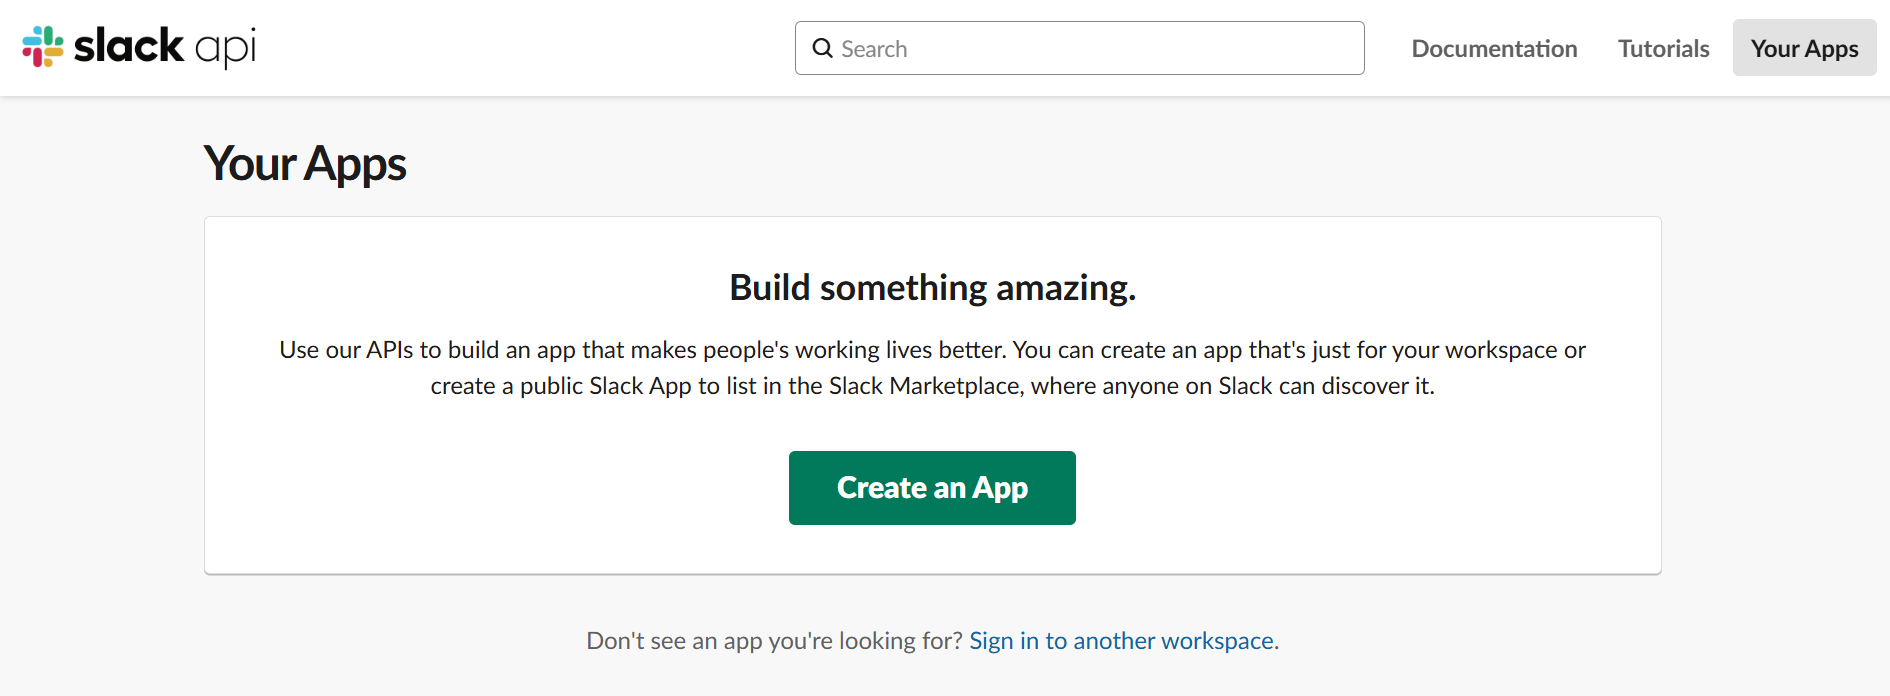 slack api
Search
Documentation
Tutorials
Your Apps
Your Apps
Build something amazing.
Use our APIs to build an app that makes people's working lives better. You can create an app that's just for your workspace or
create a public Slack App to list in the Slack Marketplace, where anyone on Slack can discover it.
Create an App
Don't see an app you're looking for? Sign in to another workspace.